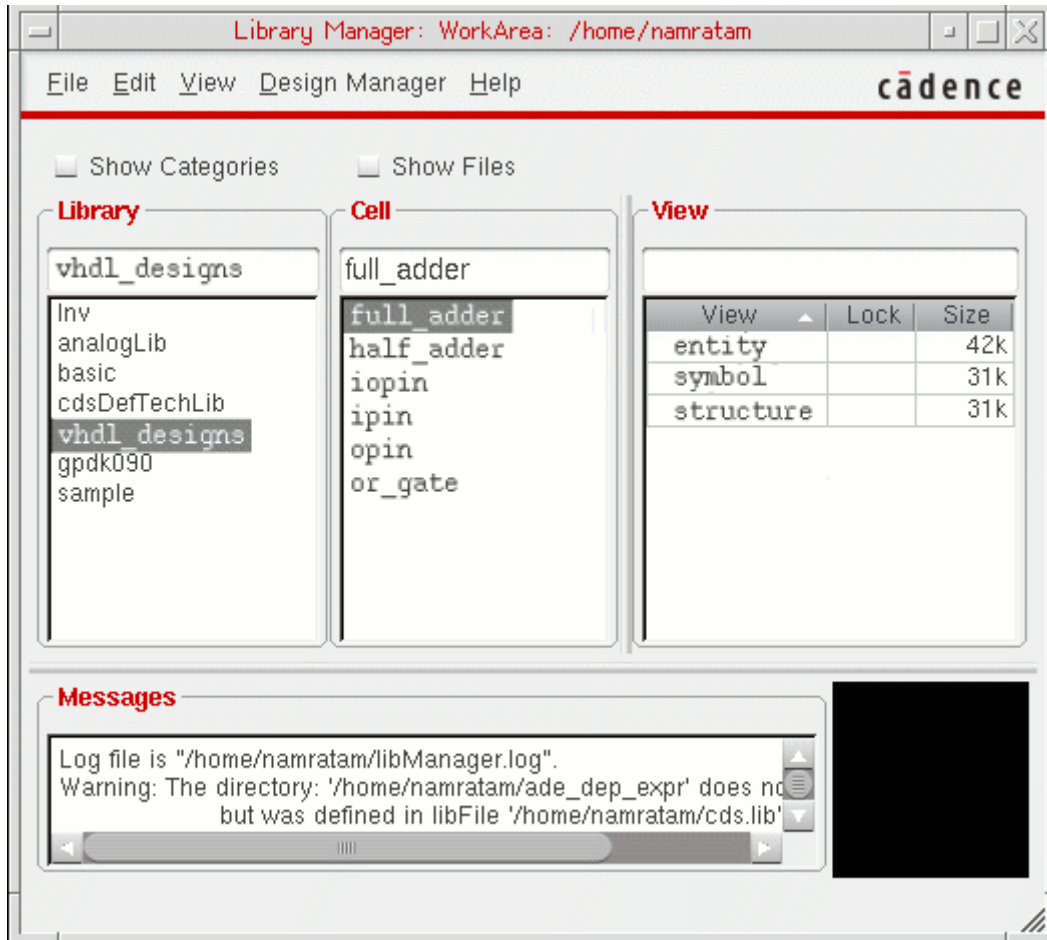 Library Manager: WorkArea: /home/namratam
File Edit View Design Manager Help
cādence
Show Categories Show Files
Library Cell View
vhdl_designs full_adder
Inv
analogLib
basic
cdsDefTechLib
vhdl_designs
gpdk090
sample
full_adder
half_adder
iopin
ipin
opin
or_gate
View Lock Size
entity 42k
symbol 31k
structure 31k
Messages
Log file is "/home/namratam/libManager.log".
Warning: The directory: '/home/namratam/ade_dep_expr' does no
but was defined in libFile '/home/namratam/cds.lib'